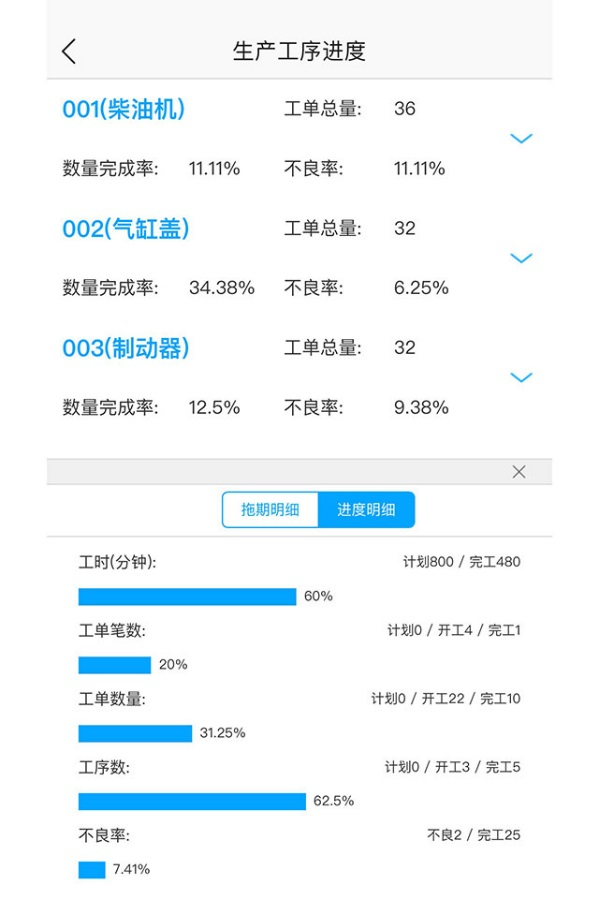 生产工序进度
001(柴油机) 工单总量: 36
数量完成率: 11.11% 不良率: 11.11%
002(气缸盖) 工单总量: 32
数量完成率: 34.38% 不良率: 6.25%
003(制动器) 工单总量: 32
数量完成率: 12.5% 不良率: 9.38%
拖期明细 进度明细
工时(分钟): 计划800 / 完工480
60%
工单笔数: 计划0 / 开工4 / 完工1
20%
工单数量: 计划0 / 开工22 / 完工10
31.25%
工序数: 计划0 / 开工3 / 完工5
62.5%
不良率: 不良2 / 完工25
7.41%